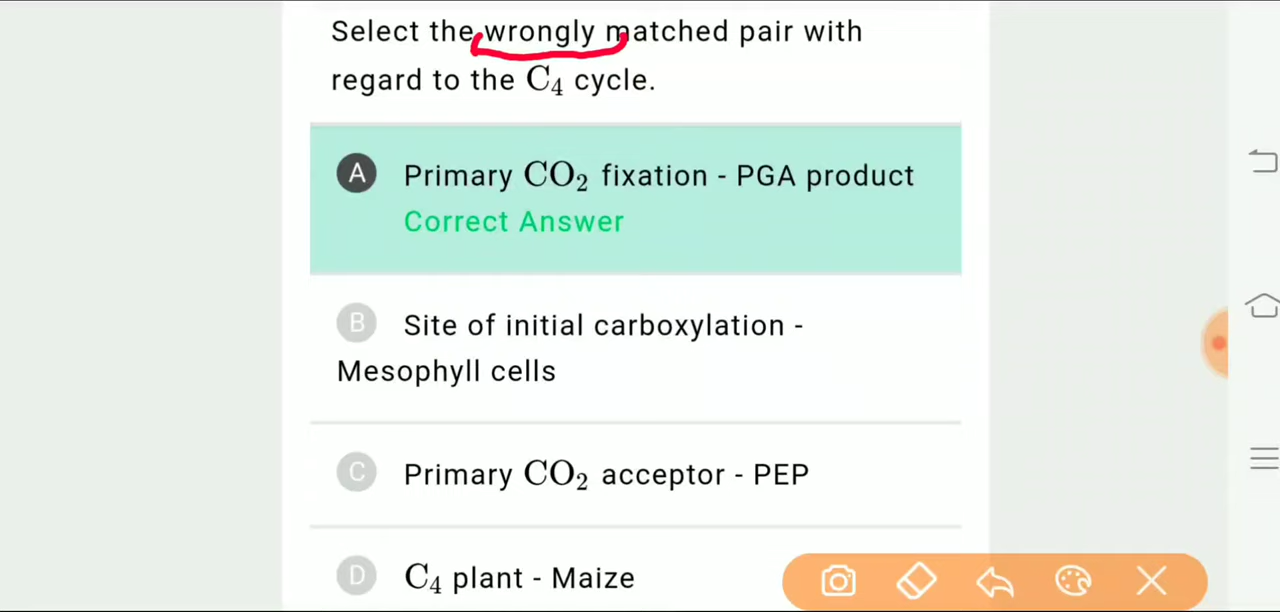 Select the wrongly matched pair with
regard to the C₄ cycle.
A Primary CO₂ fixation - PGA product
Correct Answer
B Site of initial carboxylation -
Mesophyll cells
C Primary CO₂ acceptor - PEP
D C₄ plant - Maize